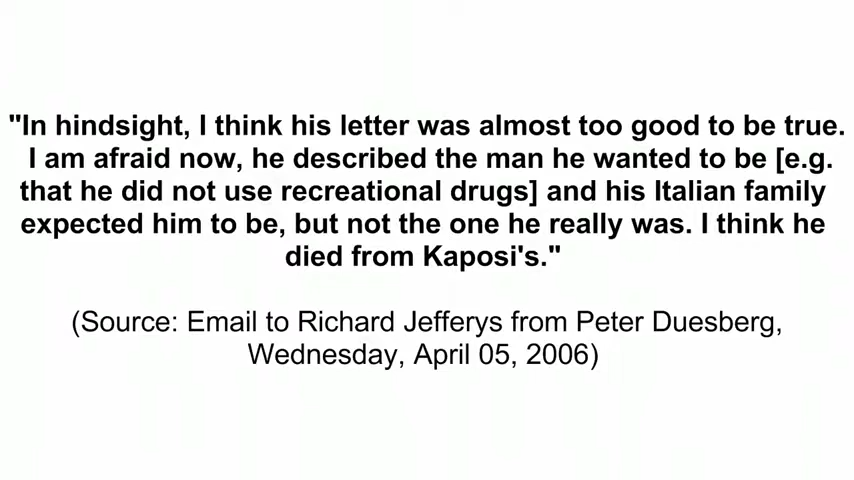 "In hindsight, I think his letter was almost too good to be true.
I am afraid now, he described the man he wanted to be [e.g.
that he did not use recreational drugs] and his Italian family
expected him to be, but not the one he really was. I think he
died from Kaposi's."
(Source: Email to Richard Jefferys from Peter Duesberg,
Wednesday, April 05, 2006)